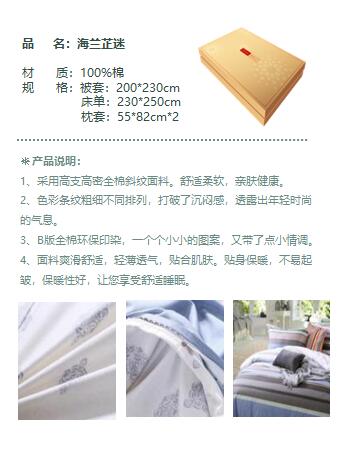 品 名：海兰芷迷
材 质：100%棉
规 格：被套：200*230cm
床单：230*250cm
枕套：55*82cm*2
＊产品说明：
1、采用高支高密全棉斜纹面料。舒适柔软，亲肤健康。
2、色彩条纹粗细不同排列，打破了沉闷感，透露出年轻时尚
的气息。
3、B版全棉环保印染，一个个小小的图案，又带了点小情调。
4、面料爽滑舒适，轻薄透气，贴合肌肤。贴身保暖，不易起
皱，保暖性好，让您享受舒适睡眠。